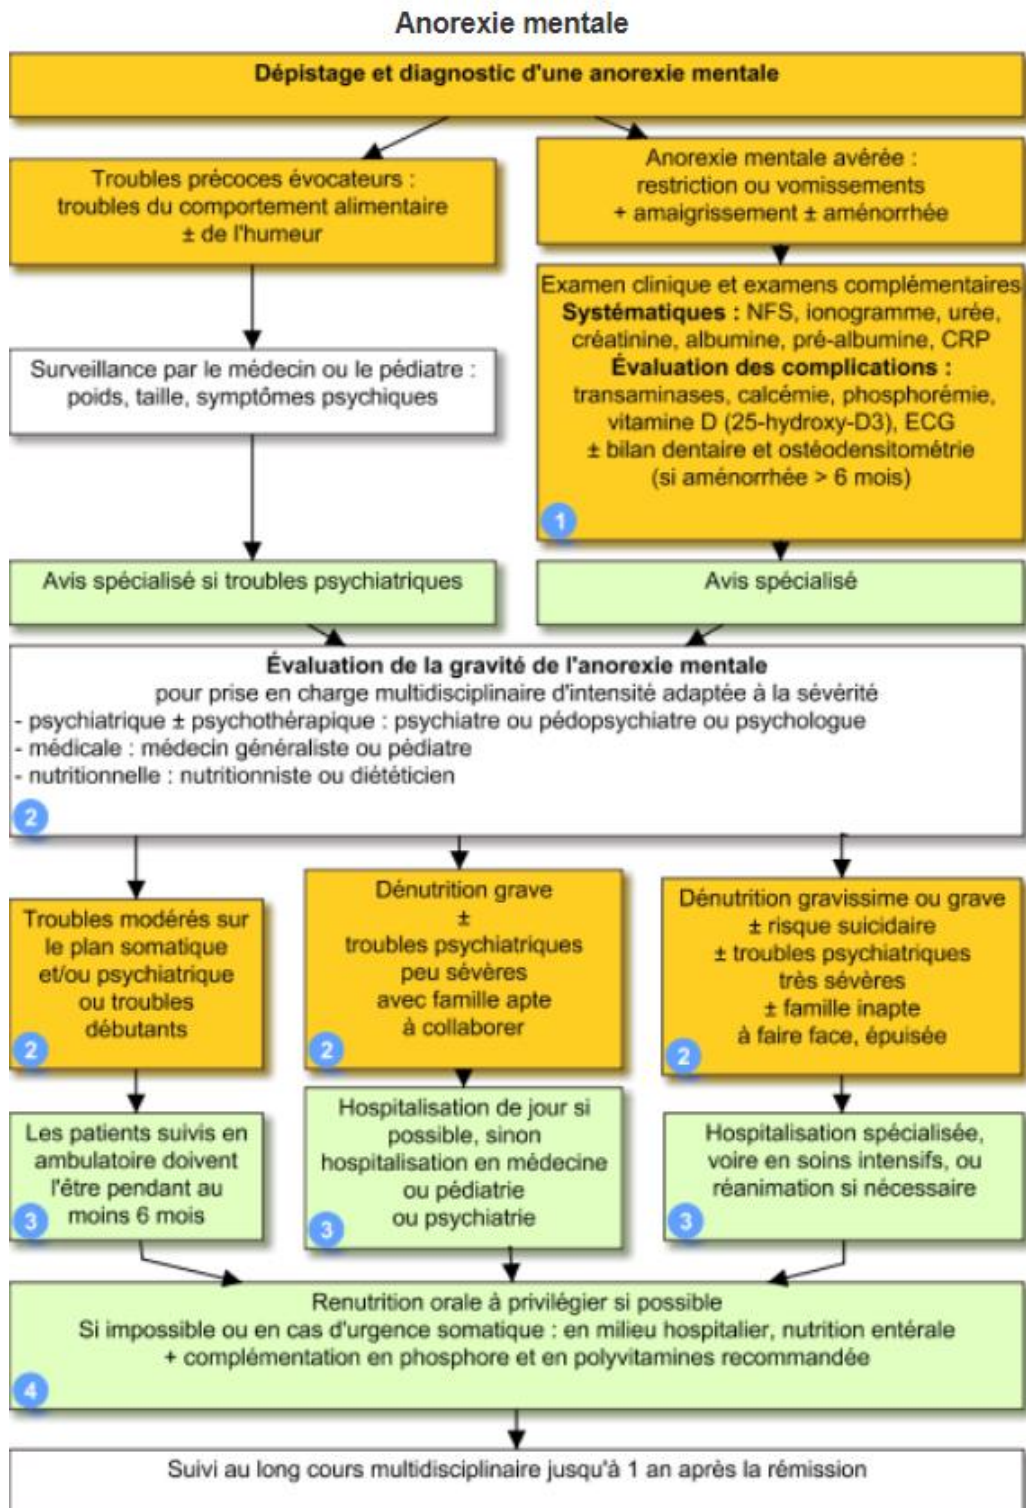 Anorexie mentale
Dépistage et diagnostic d'une anorexie mentale
Troubles précoces évocateurs :
troubles du comportement alimentaire
± de l'humeur
Anorexie mentale avérée :
restriction ou vomissements
+ amaigrissement ± aménorrhée
Surveillance par le médecin ou le pédiatre :
poids, taille, symptômes psychiques
Examen clinique et examens complémentaires
Systématiques : NFS, ionogramme, urée,
créatinine, albumine, pré-albumine, CRP
Évaluation des complications :
transaminases, calcémie, phosphorémie,
vitamine D (25-hydroxy-D3), ECG
± bilan dentaire et ostéodensitométrie
(si aménorrhée > 6 mois)
1
Avis spécialisé si troubles psychiatriques
Avis spécialisé
Évaluation de la gravité de l'anorexie mentale
pour prise en charge multidisciplinaire d'intensité adaptée à la sévérité
- psychiatrique ± psychothérapique : psychiatre ou pédopsychiatre ou psychologue
- médicale : médecin généraliste ou pédiatre
- nutritionnelle : nutritionniste ou diététicien
2
Troubles modérés sur
le plan somatique
et/ou psychiatrique
ou troubles
débutants
2
Dénutrition grave
±
troubles psychiatriques
peu sévères
avec famille apte
à collaborer
2
Dénutrition gravissime ou grave
± risque suicidaire
± troubles psychiatriques
très sévères
± famille inapte
à faire face, épuisée
2
Les patients suivis en
ambulatoire doivent
l'être pendant au
moins 6 mois
3
Hospitalisation de jour si
possible, sinon
hospitalisation en médecine
ou pédiatrie
ou psychiatrie
3
Hospitalisation spécialisée,
voire en soins intensifs, ou
réanimation si nécessaire
3
Renutrition orale à privilégier si possible
Si impossible ou en cas d'urgence somatique : en milieu hospitalier, nutrition entérale
+ complémentation en phosphore et en polyvitamines recommandée
4
Suivi au long cours multidisciplinaire jusqu'à 1 an après la rémission